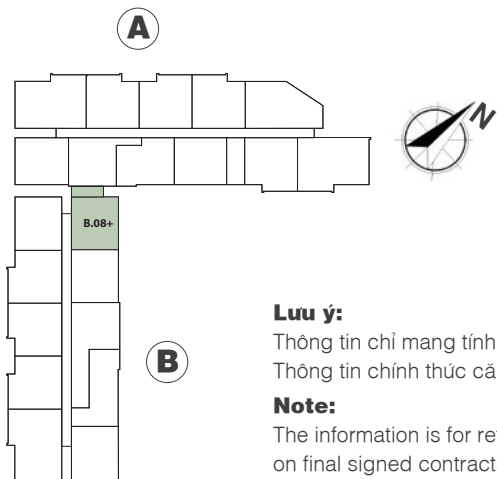 A
N
B.08+
B
Lưu ý:
Thông tin chỉ mang tính
Thông tin chính thức că
Note:
The information is for re
on final signed contract